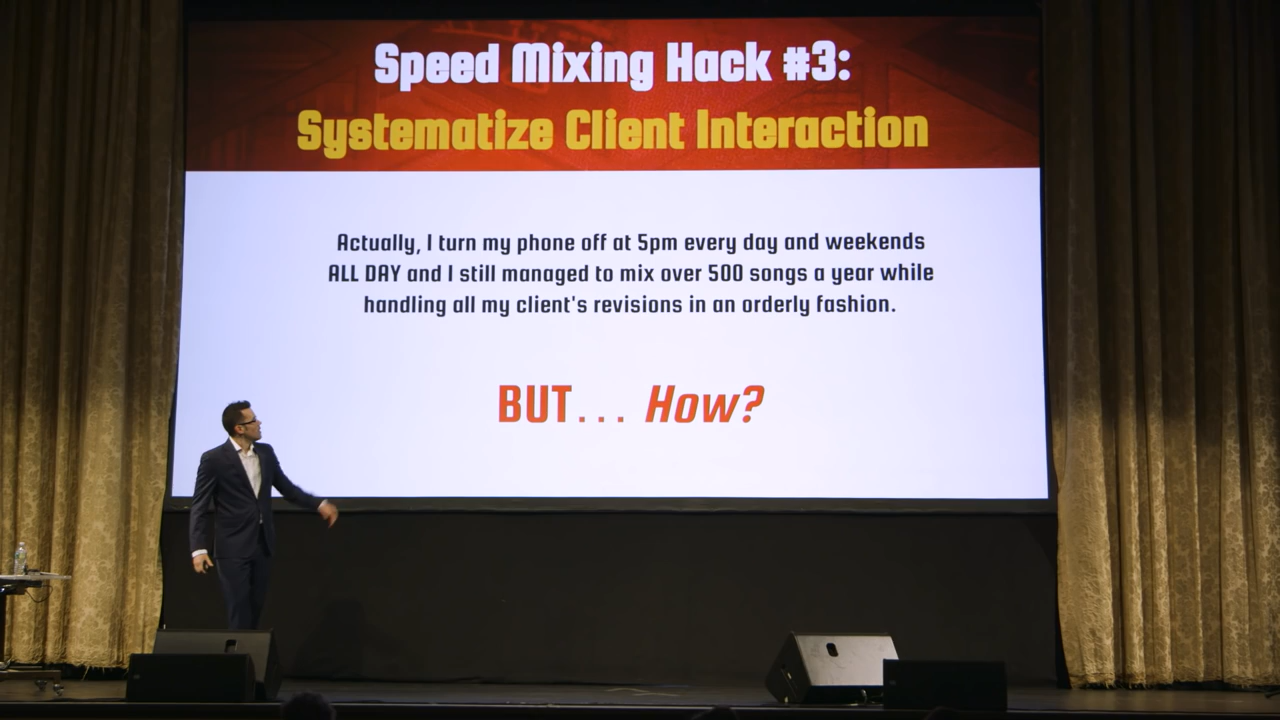 Speed Mixing Hack #3:
Systematize Client Interaction
Actually, I turn my phone off at 5pm every day and weekends
ALL DAY and I still managed to mix over 500 songs a year while
handling all my client's revisions in an orderly fashion.
BUT... How?